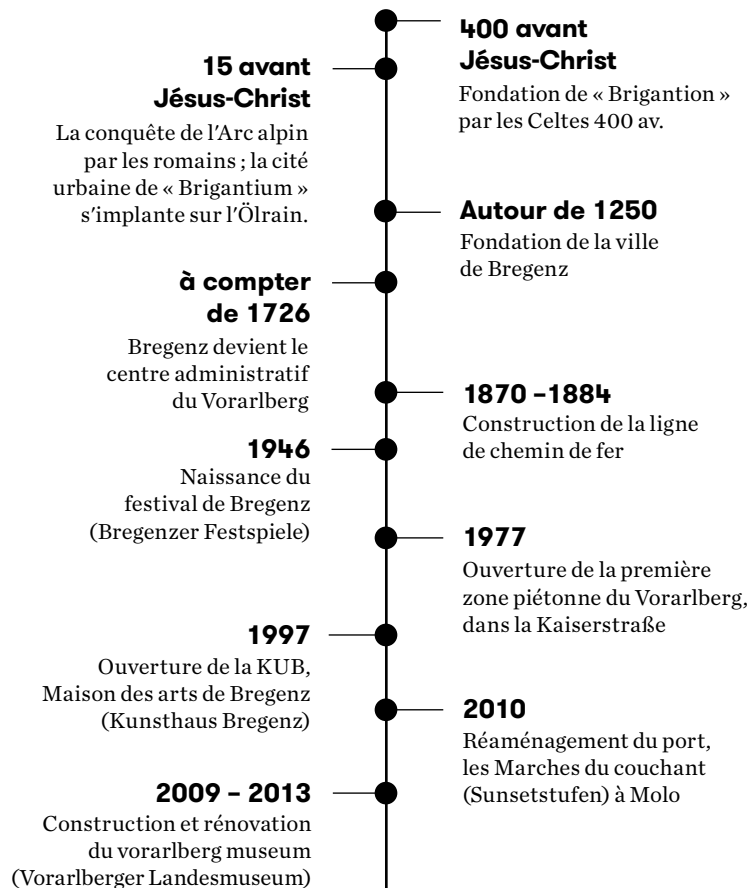 400 avant
Jésus-Christ
Fondation de « Brigantion »
par les Celtes 400 av.
15 avant
Jésus-Christ
La conquête de l'Arc alpin
par les romains ; la cité
urbaine de « Brigantium »
s'implante sur l'Ölrain.
Autour de 1250
Fondation de la ville
de Bregenz
à compter
de 1726
Bregenz devient le
centre administratif
du Vorarlberg
1870 – 1884
Construction de la ligne
de chemin de fer
1946
Naissance du
festival de Bregenz
(Bregenzer Festspiele)
1977
Ouverture de la première
zone piétonne du Vorarlberg,
dans la Kaiserstraße
1997
Ouverture de la KUB,
Maison des arts de Bregenz
(Kunsthaus Bregenz)
2010
Réaménagement du port,
les Marches du couchant
(Sunsetstufen) à Molo
2009 – 2013
Construction et rénovation
du vorarlberg museum
(Vorarlberger Landesmuseum)